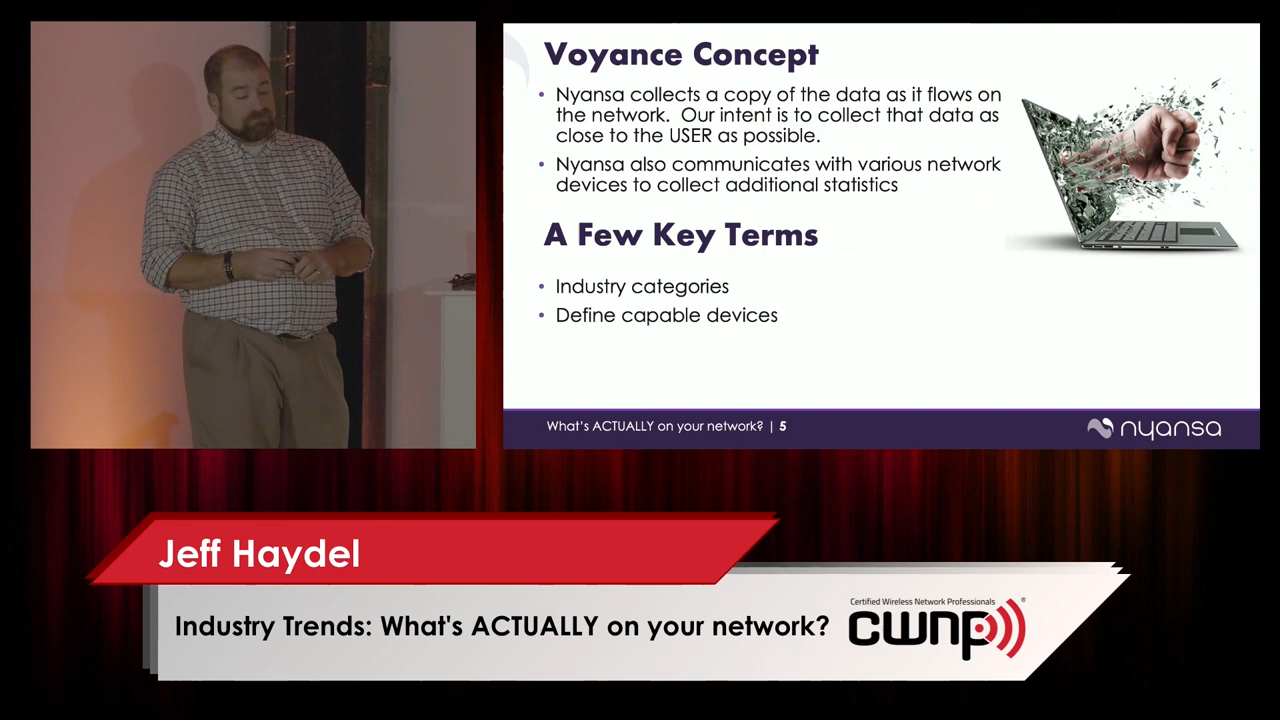 Voyance Concept
• Nyansa collects a copy of the data as it flows on
the network. Our intent is to collect that data as
close to the USER as possible.
• Nyansa also communicates with various network
devices to collect additional statistics
A Few Key Terms
• Industry categories
• Define capable devices
What's ACTUALLY on your network? | 5
nyansa
Jeff Haydel
Industry Trends: What's ACTUALLY on your network?
Certified Wireless Network Professionals
cwnp®